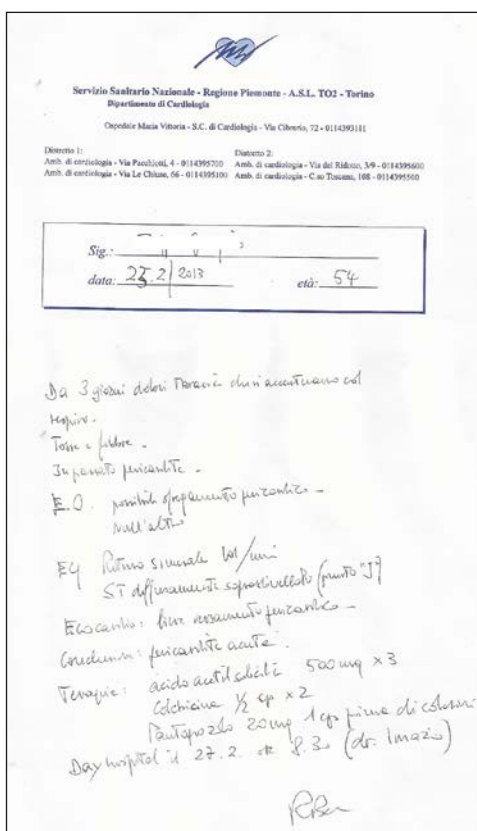 Servizio Sanitario Nazionale - Regione Piemonte - A.S.L. TO2 - Torino
Dipartimento di Cardiologia
Ospedale Maria Vittoria - S.C. di Cardiologia - Via Cibrario, 72 - 0114393111
Distretto 1:
Amb. di cardiologia - Via Pacchiotti, 4 - 0114395700
Amb. di cardiologia - Via Le Chiuse, 66 - 0114395100
Distretto 2:
Amb. di cardiologia - Via del Ridotto, 3/9 - 0114395600
Amb. di cardiologia - C.so Toscana, 108 - 0114395500
Sig.:
data: 25.2 2013 età: 54
Da 3 giorni dolori toracici che si accentuano col
respiro.
Tosse e febbre -
In passato pericardite -
E.O. possibile sfregamento pericardico -
null'altro
Ritmo sinusale 101/min
ST diffusamente sopraslivellato (punto "J")
Ecocardio: lieve versamento pericardico -
Conclusioni: pericardite acuta.
Terapia: acido acetilsalicilic 500 mg x 3
Colchicina 1/2 cp x 2
Pantoprazolo 20 mg 1 cp prima di colazione
Day hospital il 27.2. ore 8.30 (dr. Imazio)